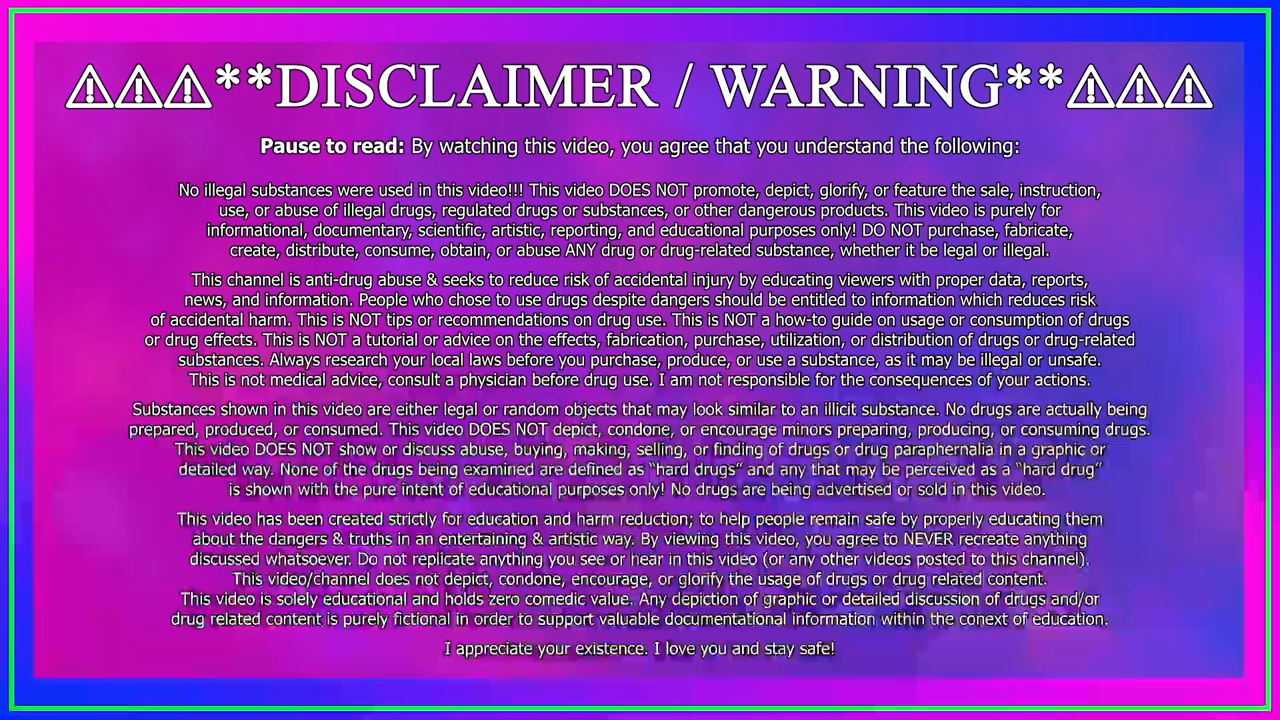 ⚠⚠⚠**DISCLAIMER / WARNING**⚠⚠⚠
Pause to read: By watching this video, you agree that you understand the following:
No illegal substances were used in this video!!! This video DOES NOT promote, depict, glorify, or feature the sale, instruction,
use, or abuse of illegal drugs, regulated drugs or substances, or other dangerous products. This video is purely for
informational, documentary, scientific, artistic, reporting, and educational purposes only! DO NOT purchase, fabricate,
create, distribute, consume, obtain, or abuse ANY drug or drug-related substance, whether it be legal or illegal.
This channel is anti-drug abuse & seeks to reduce risk of accidental injury by educating viewers with proper data, reports,
news, and information. People who chose to use drugs despite dangers should be entitled to information which reduces risk
of accidental harm. This is NOT tips or recommendations on drug use. This is NOT a how-to guide on usage or consumption of drugs
or drug effects. This is NOT a tutorial or advice on the effects, fabrication, purchase, utilization, or distribution of drugs or drug-related
substances. Always research your local laws before you purchase, produce, or use a substance, as it may be illegal or unsafe.
This is not medical advice, consult a physician before drug use. I am not responsible for the consequences of your actions.
Substances shown in this video are either legal or random objects that may look similar to an illicit substance. No drugs are actually being
prepared, produced, or consumed. This video DOES NOT depict, condone, or encourage minors preparing, producing, or consuming drugs.
This video DOES NOT show or discuss abuse, buying, making, selling, or finding of drugs or drug paraphernalia in a graphic or
detailed way. None of the drugs being examined are defined as “hard drugs” and any that may be perceived as a “hard drug”
is shown with the pure intent of educational purposes only! No drugs are being advertised or sold in this video.
This video has been created strictly for education and harm reduction; to help people remain safe by properly educating them
about the dangers & truths in an entertaining & artistic way. By viewing this video, you agree to NEVER recreate anything
discussed whatsoever. Do not replicate anything you see or hear in this video (or any other videos posted to this channel).
This video/channel does not depict, condone, encourage, or glorify the usage of drugs or drug related content.
This video is solely educational and holds zero comedic value. Any depiction of graphic or detailed discussion of drugs and/or
drug related content is purely fictional in order to support valuable documentational information within the conext of education.
I appreciate your existence. I love you and stay safe!